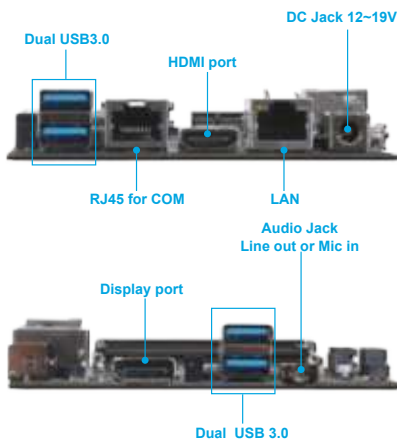 DC Jack 12~19V
Dual USB3.0
HDMI port
RJ45 for COM
LAN
Audio Jack
Line out or Mic in
Display port
Dual USB 3.0